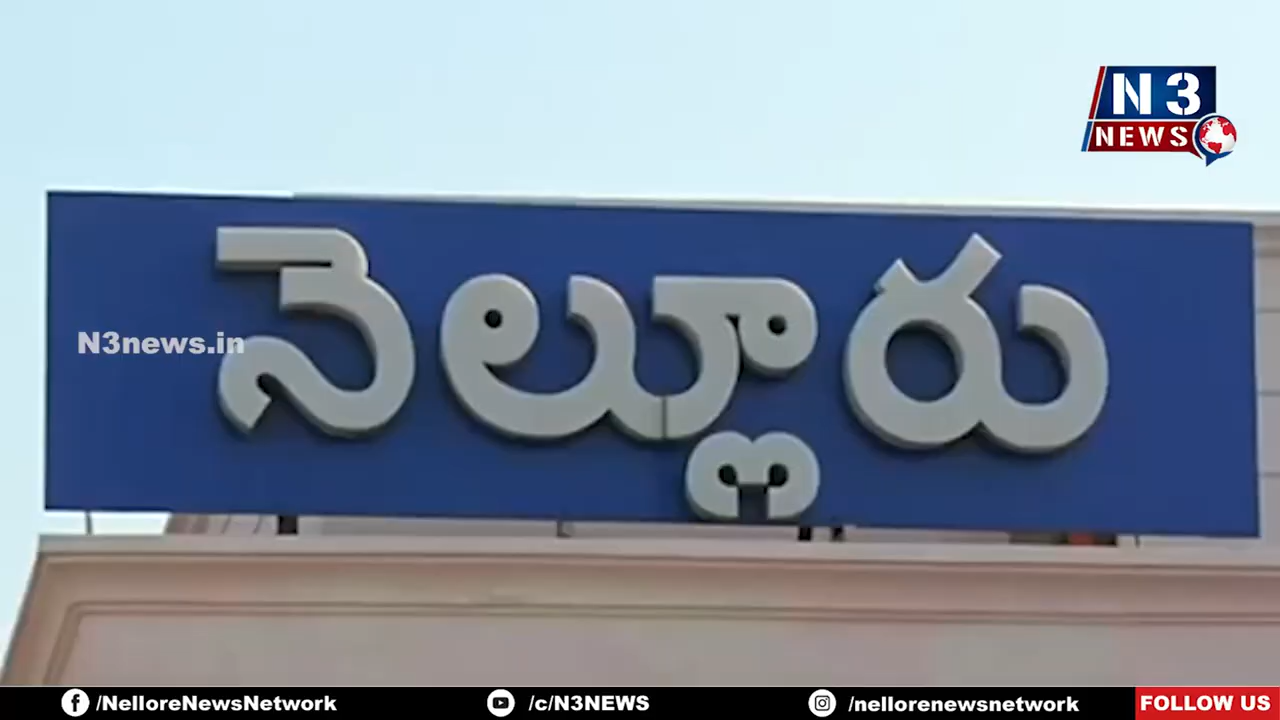 N3
NEWS
నెల్లూరు
N3news.in
/NelloreNewsNetwork
/c/N3NEWS
/nellorenewsnetwork
FOLLOW US